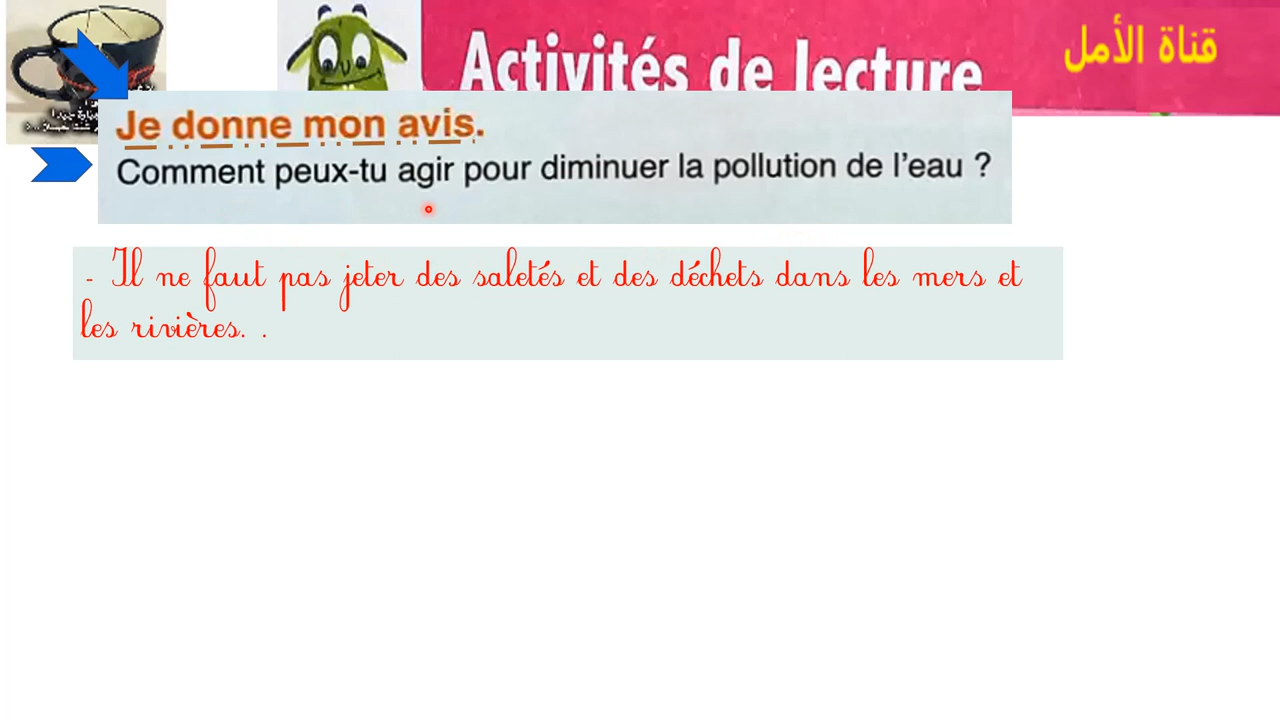 Activités de lecture
قناة الأمل
Je donne mon avis.
Comment peux-tu agir pour diminuer la pollution de l'eau ?
- Il ne faut pas jeter des saletés et des déchets dans les mers et
les rivières. .